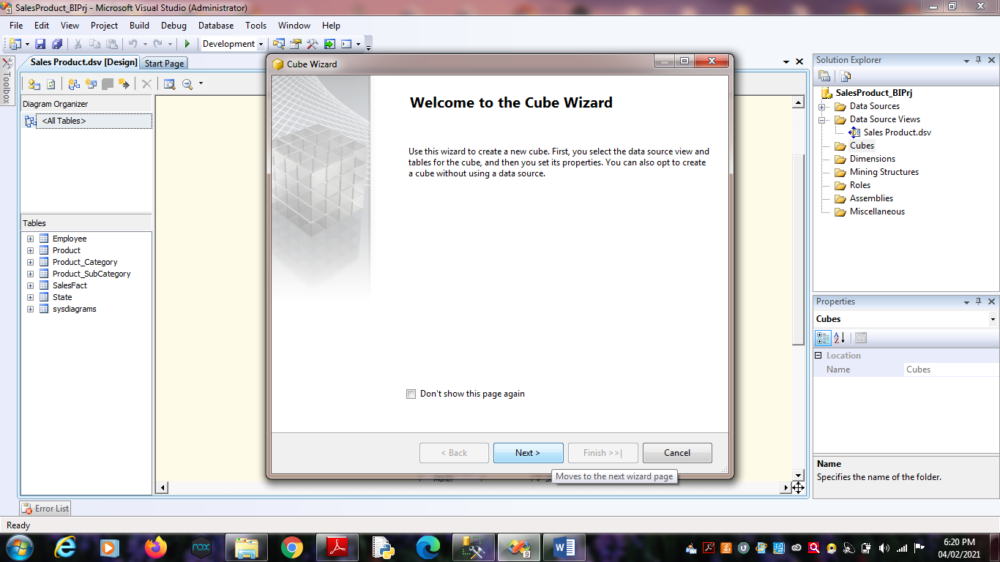 SalesProduct_BIPrj - Microsoft Visual Studio (Administrator)
File Edit View Project Build Debug Database Tools Window Help
Development
Toolbox
Sales Product.dsv [Design] Start Page
Diagram Organizer
<All Tables>
Tables
Employee
Product
Product_Category
Product_SubCategory
SalesFact
State
sysdiagrams
Cube Wizard
Welcome to the Cube Wizard
Use this wizard to create a new cube. First, you select the data source view and
tables for the cube, and then you set its properties. You can also opt to create
a cube without using a data source.
Don't show this page again
< Back Next > Finish >>| Cancel
Moves to the next wizard page
Solution Explorer
SalesProduct_BIPrj
Data Sources
Data Source Views
Sales Product.dsv
Cubes
Dimensions
Mining Structures
Roles
Assemblies
Miscellaneous
Properties
Cubes
Location
Name Cubes
Name
Specifies the name of the folder.
Error List
Ready
nox
9
6:20 PM
04/02/2021